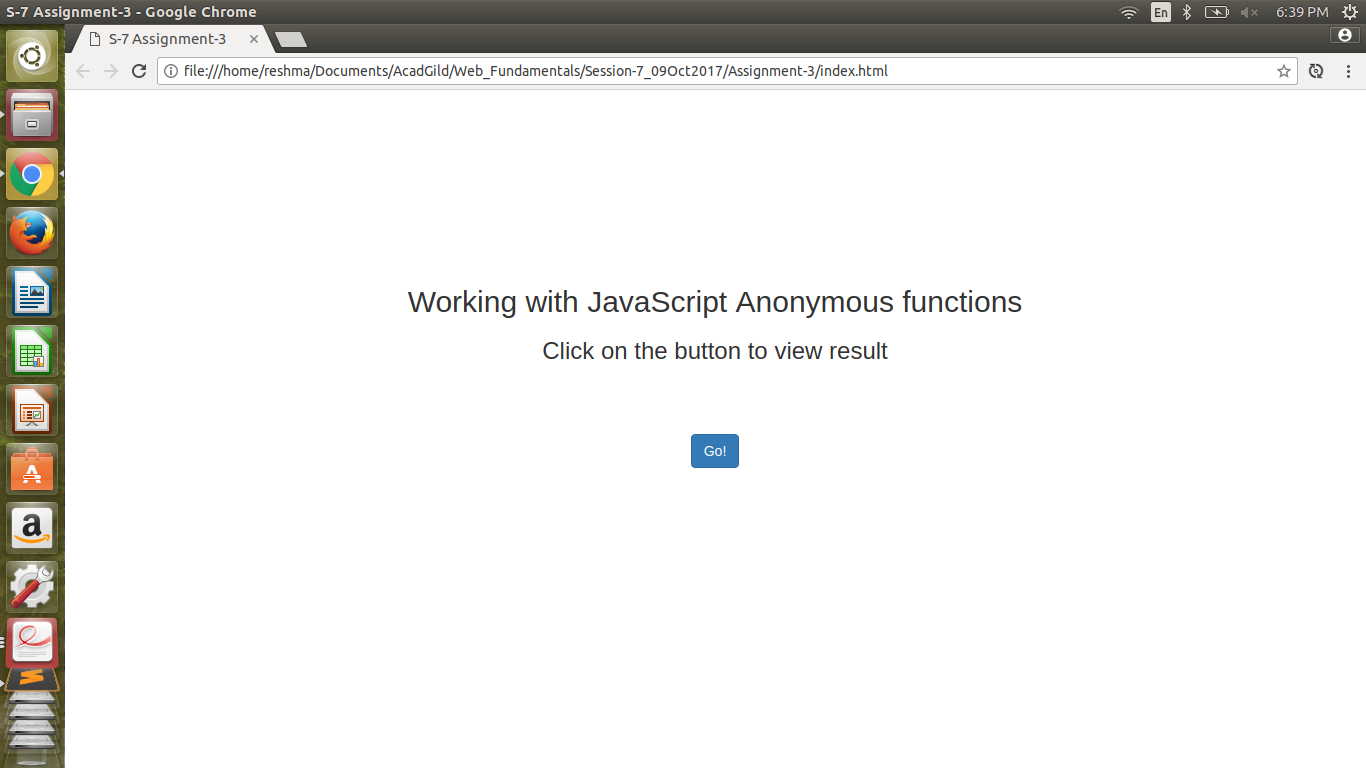 S-7 Assignment-3 - Google Chrome
En
6:39 PM
S-7 Assignment-3
file:///home/reshma/Documents/AcadGild/Web_Fundamentals/Session-7_09Oct2017/Assignment-3/index.html
Working with JavaScript Anonymous functions
Click on the button to view result
Go!